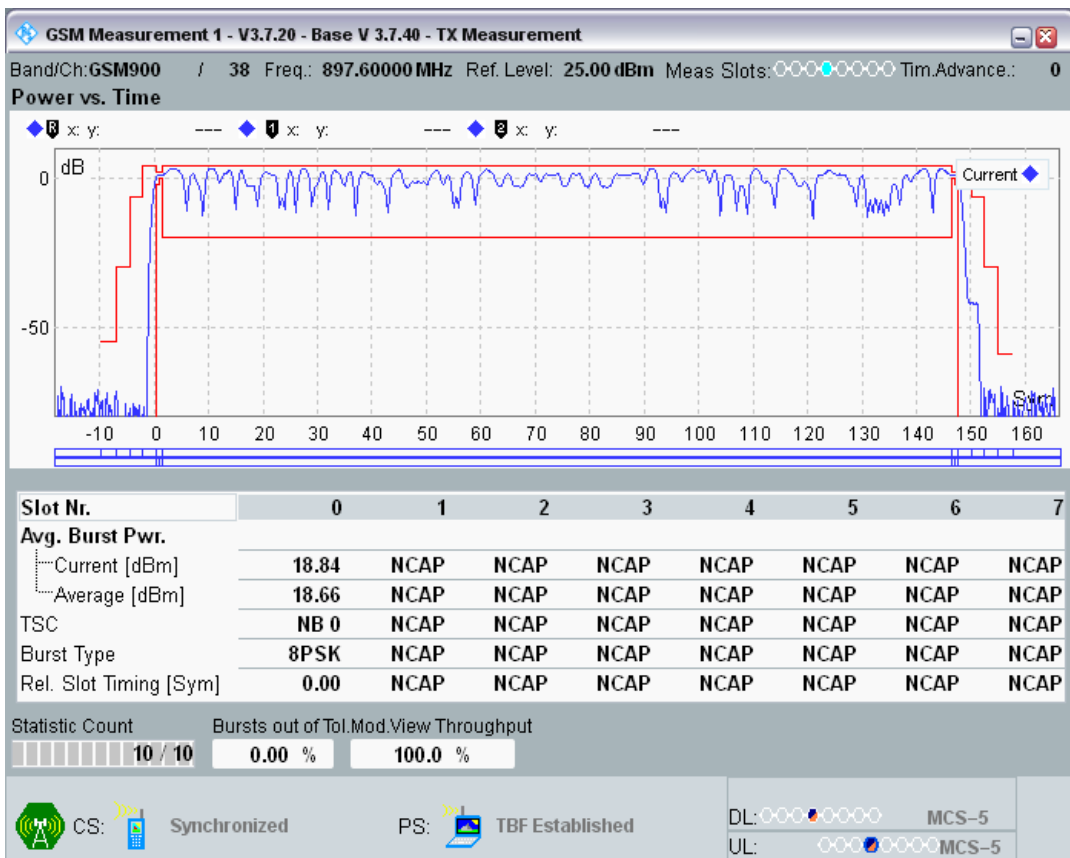 GSM Measurement 1 - V3.7.20 - Base V 3.7.40 - TX Measurement
Band/Ch:GSM900 / 38 Freq.: 897.60000 MHz Ref. Level: 25.00 dBm Meas Slots: Tim.Advance.: 0
Power vs. Time
R x: y: --- 1 x: y: --- 2 x: y: ---
dB
Current
0
-50
Sym
-10 0 10 20 30 40 50 60 70 80 90 100 110 120 130 140 150 160
Slot Nr. 0 1 2 3 4 5 6 7
Avg. Burst Pwr.
Current [dBm] 18.84 NCAP NCAP NCAP NCAP NCAP NCAP NCAP
Average [dBm] 18.66 NCAP NCAP NCAP NCAP NCAP NCAP NCAP
TSC NB 0 NCAP NCAP NCAP NCAP NCAP NCAP NCAP
Burst Type 8PSK NCAP NCAP NCAP NCAP NCAP NCAP NCAP
Rel. Slot Timing [Sym] 0.00 NCAP NCAP NCAP NCAP NCAP NCAP NCAP
Statistic Count Bursts out of Tol.Mod.View Throughput
10 / 10 0.00 % 100.0 %
CS: Synchronized PS: TBF Established
DL: MCS-5
UL: MCS-5